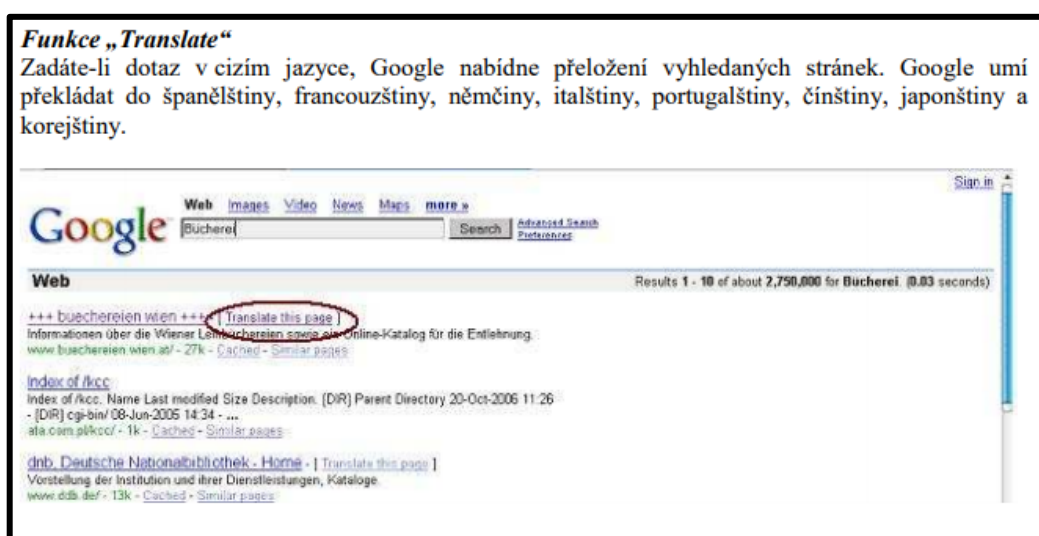 Funkce „Translate“
Zadáte-li dotaz v cizím jazyce, Google nabídne přeložení vyhledaných stránek. Google umí
překládat do španělštiny, francouzštiny, němčiny, italštiny, portugalštiny, čínštiny, japonštiny a
korejštiny.
Sign in
Web Images Video News Maps more »
Google
Bücherei Search Advanced Search
Preferences
Web Results 1 - 10 of about 2,750,000 for Bücherei. (0.03 seconds)
+++ buechereien wien +++ - [ Translate this page ]
Informationen über die Wiener Leihbüchereien sowie ein Online-Katalog für die Entlehnung.
www.buechereien.wien.at/ - 27k - Cached - Similar pages
Index of /kcc
Index of /kcc. Name Last modified Size Description. [DIR] Parent Directory 20-Oct-2006 11:26
- [DIR] cgi-bin/ 08-Jun-2005 14:34 - ...
ata.com.pl/kcc/ - 1k - Cached - Similar pages
dnb. Deutsche Nationalbibliothek - Home - [ Translate this page ]
Vorstellung der Institution und ihrer Dienstleistungen, Kataloge.
www.ddb.de/ - 13k - Cached - Similar pages